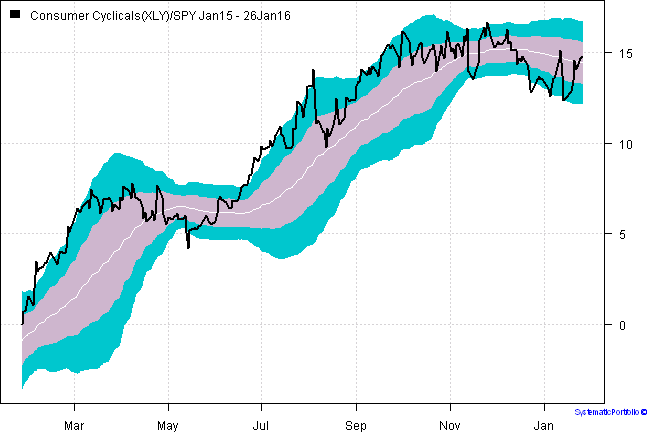 Consumer Cyclicals(XLY)/SPY Jan15 - 26Jan16
15
10
5
0
Mar May Jul Sep Nov Jan
SystematicPortfolio ©